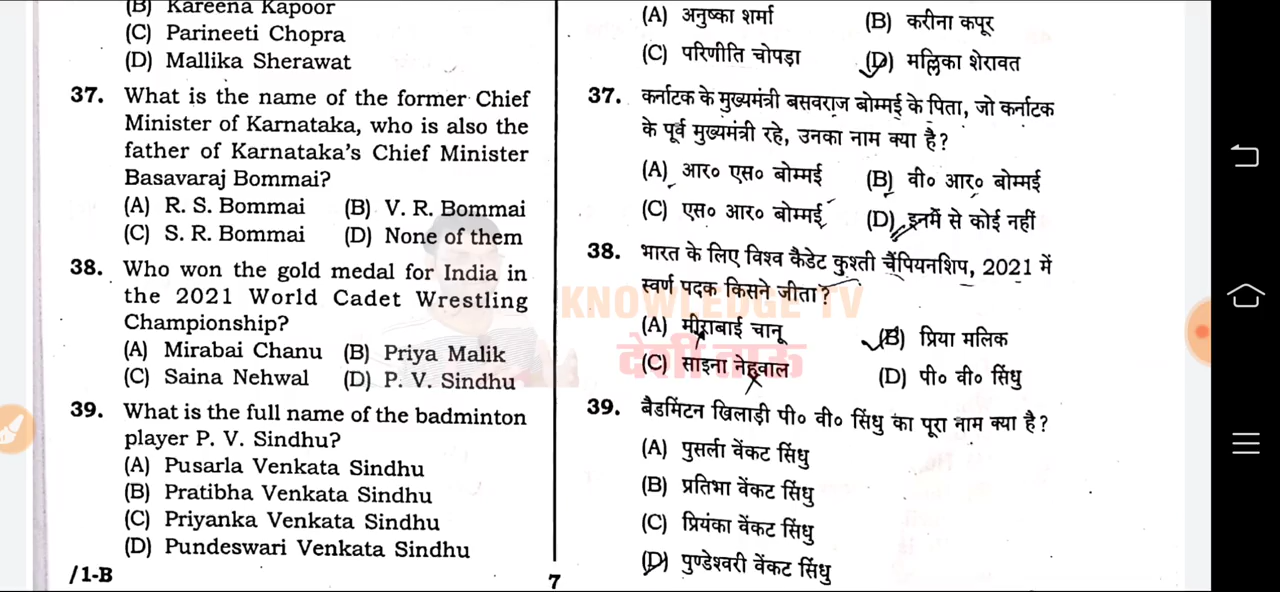 (B) Kareena Kapoor
(C) Parineeti Chopra
(D) Mallika Sherawat
37. What is the name of the former Chief
Minister of Karnataka, who is also the
father of Karnataka's Chief Minister
Basavaraj Bommai?
(A) R. S. Bommai (B) V. R. Bommai
(C) S. R. Bommai (D) None of them
38. Who won the gold medal for India in
the 2021 World Cadet Wrestling
Championship?
(A) Mirabai Chanu (B) Priya Malik
(C) Saina Nehwal (D) P. V. Sindhu
39. What is the full name of the badminton
player P. V. Sindhu?
(A) Pusarla Venkata Sindhu
(B) Pratibha Venkata Sindhu
(C) Priyanka Venkata Sindhu
(D) Pundeswari Venkata Sindhu
/1-B
7
(A) अनुष्का शर्मा (B) करीना कपूर
(C) परिणीति चोपड़ा (D) मल्लिका शेरावत
37. कर्नाटक के मुख्यमंत्री बसवराज बोम्मई के पिता, जो कर्नाटक
के पूर्व मुख्यमंत्री रहे, उनका नाम क्या है?
(A) आर० एस० बोम्मई (B) वी० आर० बोम्मई
(C) एस० आर० बोम्मई (D) इनमें से कोई नहीं
38. भारत के लिए विश्व कैडेट कुश्ती चैंपियनशिप, 2021 में
स्वर्ण पदक किसने जीता?
(A) मीराबाई चानू (B) प्रिया मलिक
(C) साइना नेहवाल (D) पी० वी० सिंधु
39. बैडमिंटन खिलाड़ी पी० वी० सिंधु का पूरा नाम क्या है?
(A) पुसर्ला वेंकट सिंधु
(B) प्रतिभा वेंकट सिंधु
(C) प्रियंका वेंकट सिंधु
(D) पुण्डेश्वरी वेंकट सिंधु
KNOWLEDGE TV
देशी ताऊ